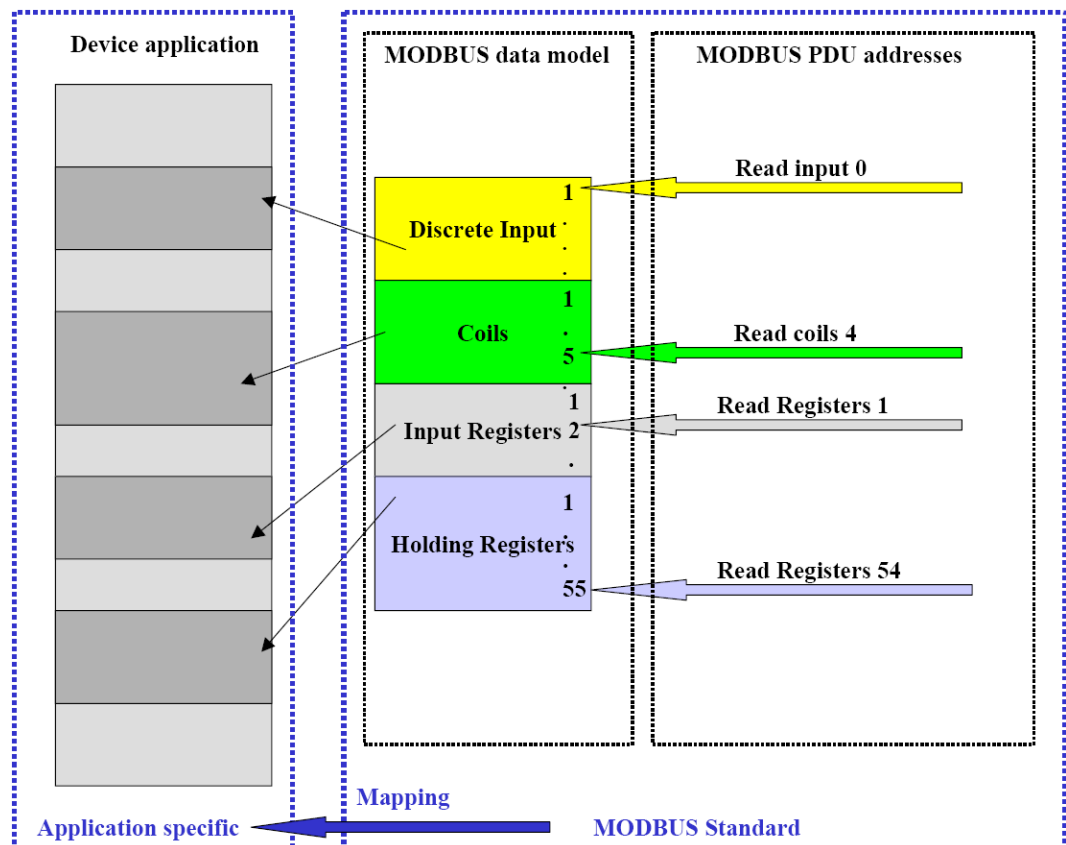 Device application
MODBUS data model
MODBUS PDU addresses
Read input 0
1
.
Discrete Input
.
.
1
Coils
.
Read coils 4
5
.
1
Read Registers 1
Input Registers 2
.
1
.
Holding Registers
.
Read Registers 54
55
Mapping
Application specific
MODBUS Standard